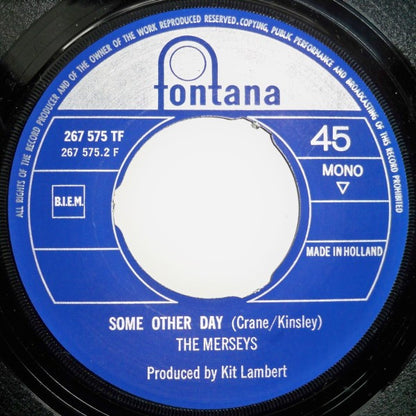 ALL RIGHTS OF THE RECORD PRODUCER AND OF THE OWNER OF THE WORK REPRODUCED RESERVED. COPYING, PUBLIC PERFORMANCE AND BROADCASTING OF THIS RECORD PROHIBITED
fontana
267 575 TF
267 575.2 F
45
MONO
B.I.E.M.
MADE IN HOLLAND
SOME OTHER DAY (Crane/Kinsley)
THE MERSEYS
Produced by Kit Lambert